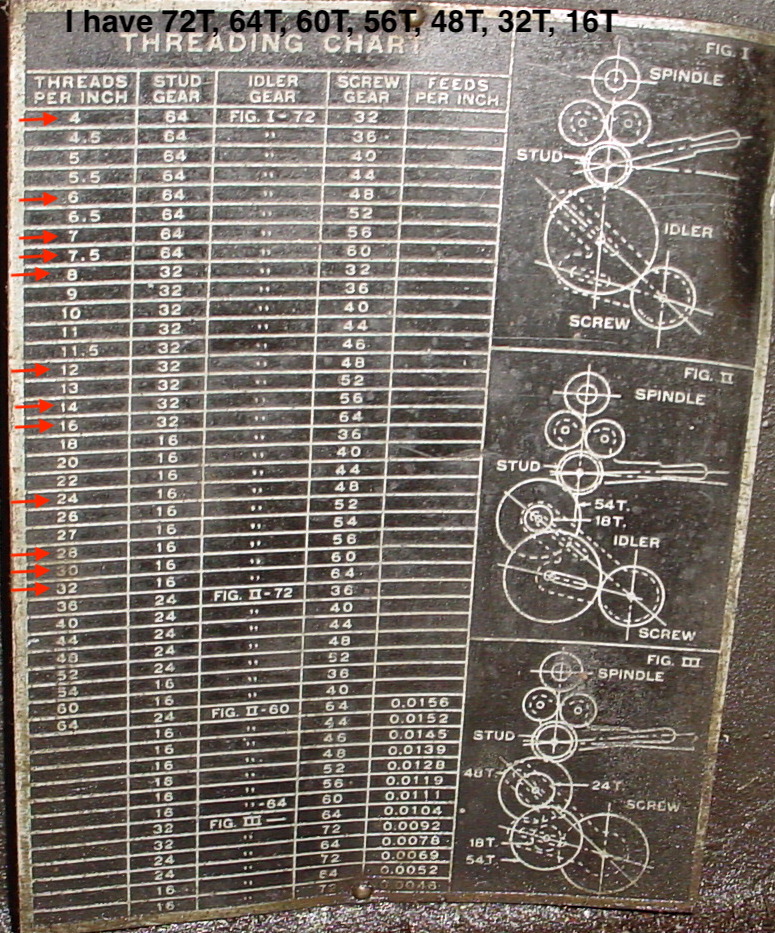 I have 72T, 64T, 60T, 56T, 48T, 32T, 16T
THREADING CHART
THREADS PER INCH STUD GEAR IDLER GEAR SCREW GEAR FEEDS PER INCH
4 64 FIG. I-72 32
4.5 64 " 36
5 64 " 40
5.5 64 " 44
6 64 " 48
6.5 64 " 52
7 64 " 56
7.5 64 " 60
8 32 " 32
9 32 " 36
10 32 " 40
11 32 " 44
11.5 32 " 46
12 32 " 48
13 32 " 52
14 32 " 56
16 32 " 64
18 16 " 36
20 16 " 40
22 16 " 44
24 16 " 48
26 16 " 52
27 16 " 54
28 16 " 56
30 16 " 60
32 16 " 64
36 24 FIG. II-72 36
40 24 " 40
44 24 " 44
48 24 " 48
52 24 " 52
54 16 " 36
60 16 " 40
64 24 FIG. II-60 64 0.0156
16 " 44 0.0152
16 " 46 0.0145
16 " 48 0.0139
16 " 52 0.0128
16 " 56 0.0119
16 "-64 60 0.0111
32 FIG. III — 64 0.0104
32 72 0.0092
24 64 0.0078
24 72 0.0069
16 64 0.0052
16 72 0.0046
FIG. I
SPINDLE
STUD
IDLER
SCREW
FIG. II
SPINDLE
STUD
54T.
18T.
IDLER
SCREW
FIG. III
SPINDLE
STUD
48T.
24T.
SCREW
18T.
54T.